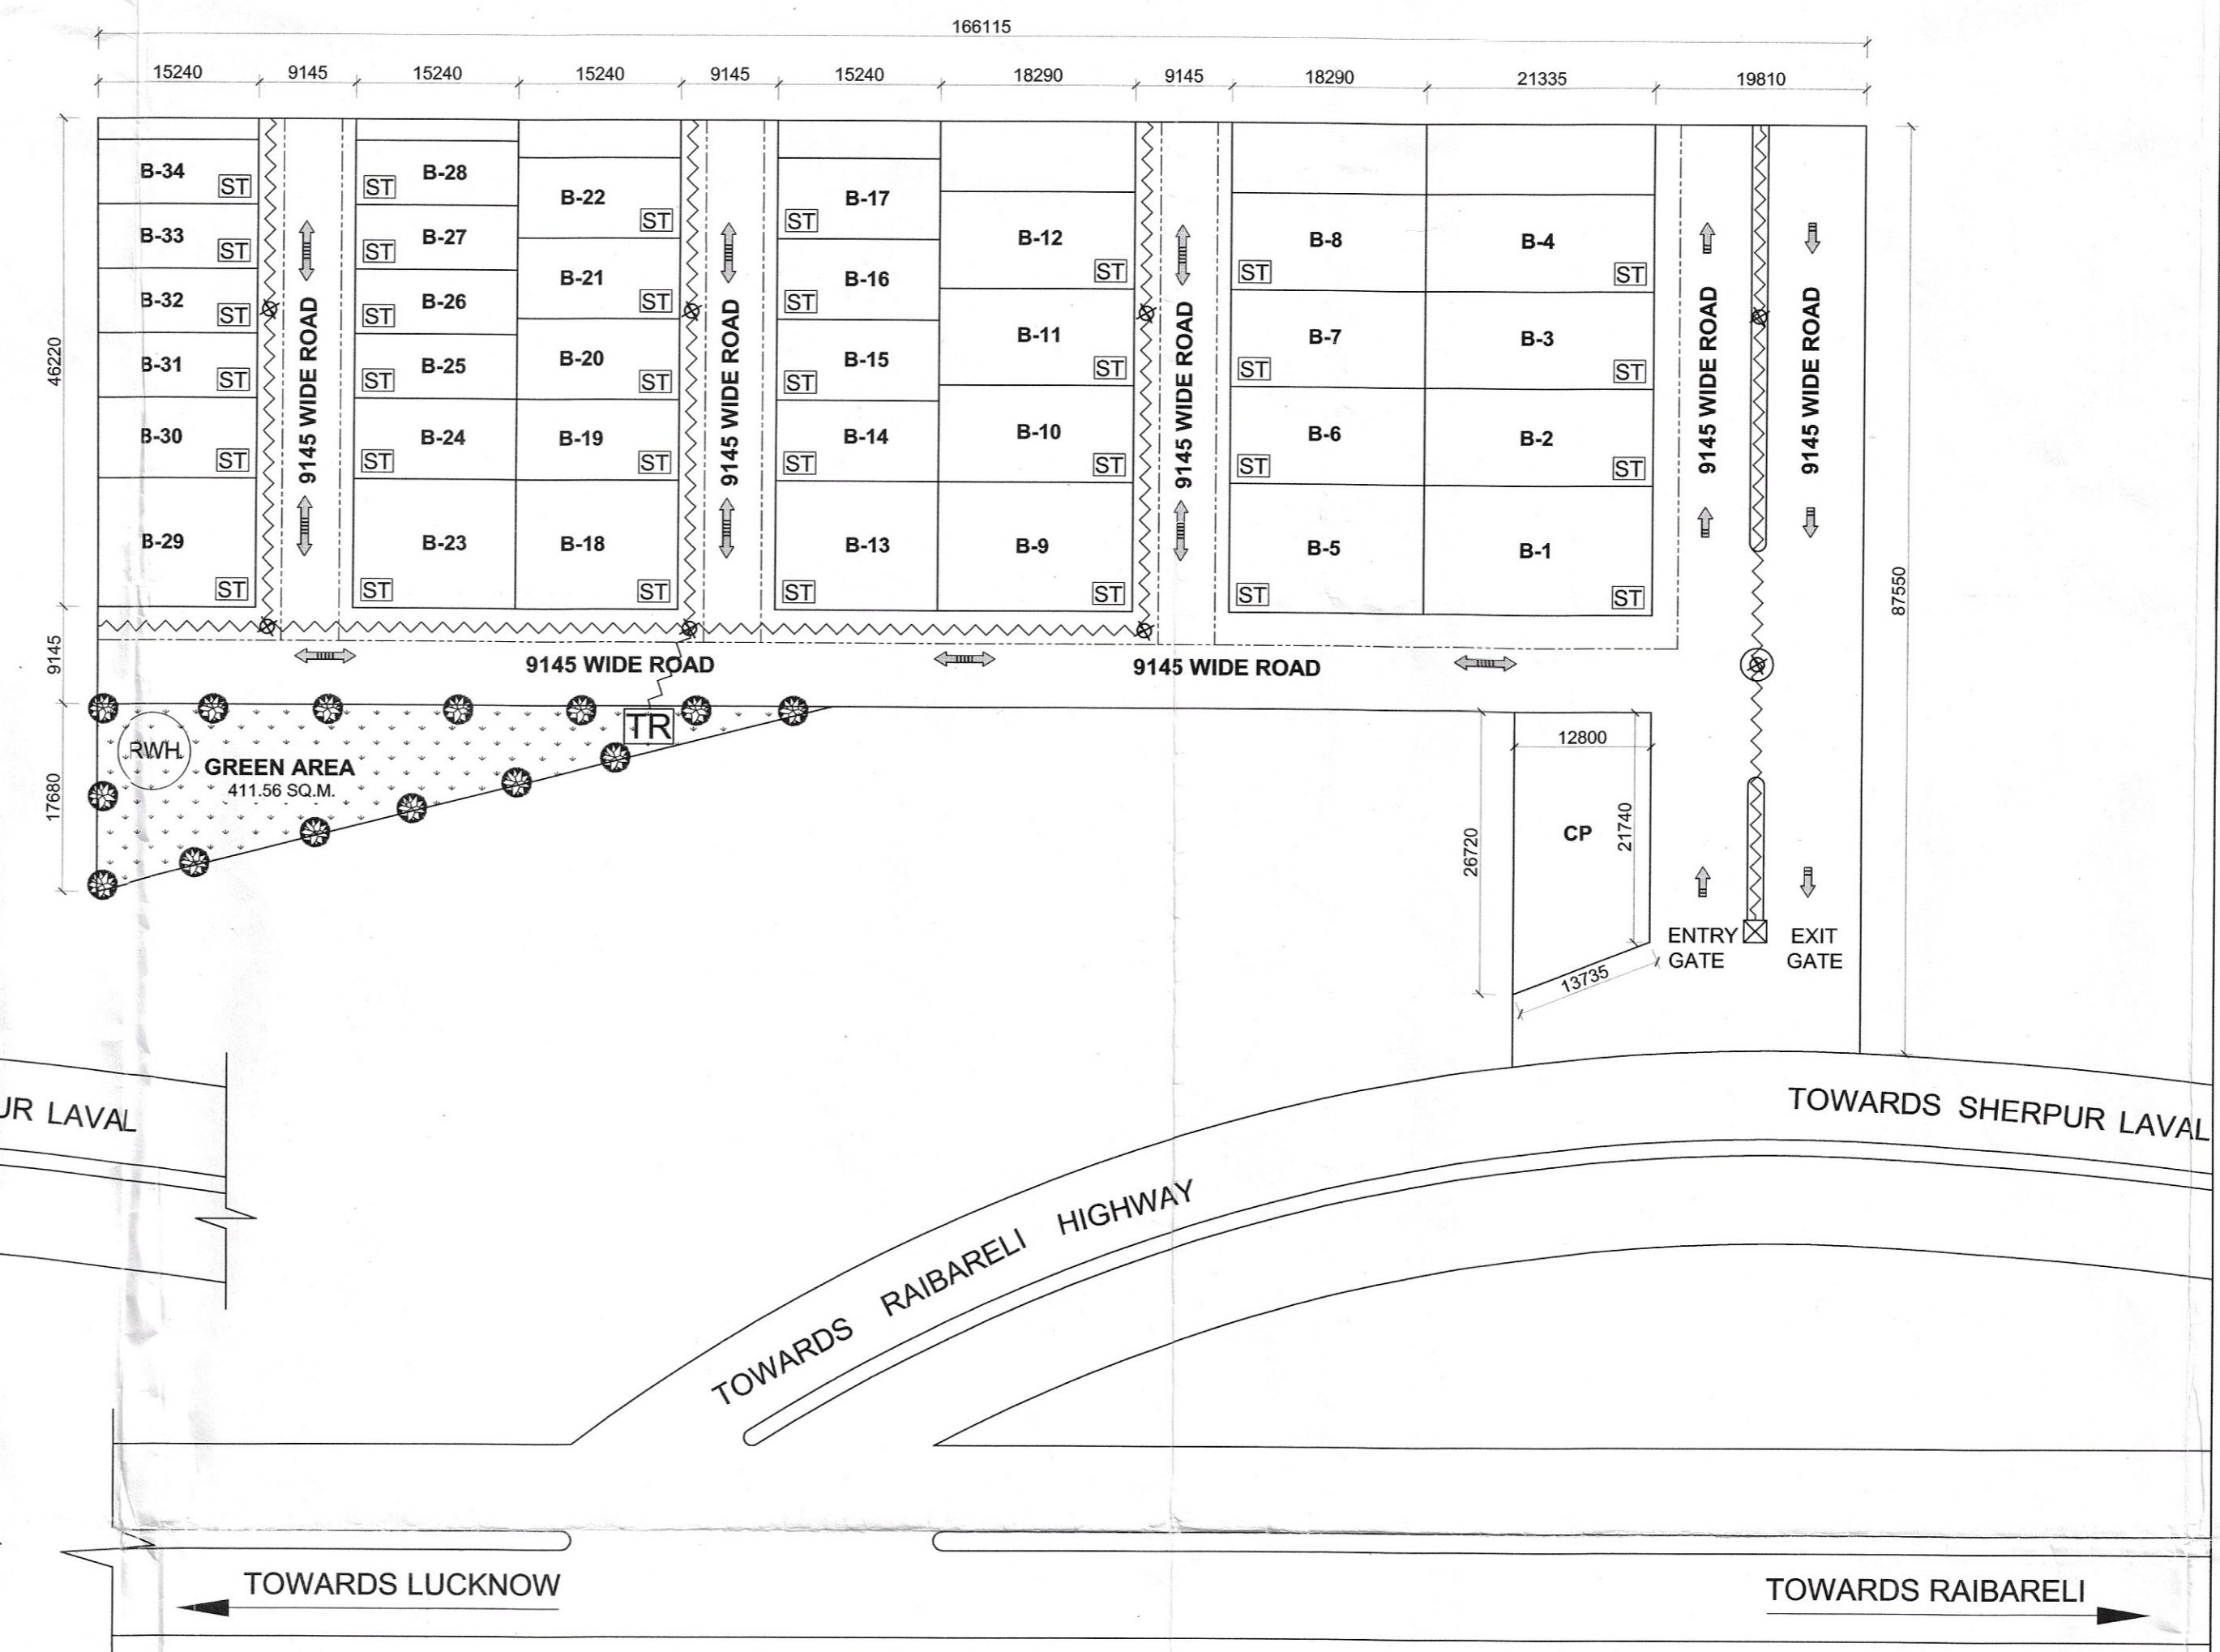 166115
15240 9145 15240 15240 9145 15240 18290 9145 18290 21335 19810
B-34 ST
B-33 ST
B-32 ST
B-31 ST
B-30 ST
B-29 ST
46220
9145
17680
9145 WIDE ROAD
ST B-28
ST B-27
ST B-26
ST B-25
ST B-24
ST B-23
B-22 ST
B-21 ST
B-20 ST
B-19 ST
B-18 ST
9145 WIDE ROAD
ST B-17
ST B-16
ST B-15
ST B-14
ST B-13
B-12 ST
B-11 ST
B-10 ST
B-9 ST
9145 WIDE ROAD
ST B-8
ST B-7
ST B-6
ST B-5
B-4 ST
B-3 ST
B-2 ST
B-1 ST
9145 WIDE ROAD
9145 WIDE ROAD
87550
9145 WIDE ROAD
9145 WIDE ROAD
TR
RWH
GREEN AREA
411.56 SQ.M.
12800
CP
21740
26720
13735
ENTRY
GATE
EXIT
GATE
UR LAVAL
TOWARDS SHERPUR LAVAL
TOWARDS RAIBARELI HIGHWAY
TOWARDS LUCKNOW
TOWARDS RAIBARELI